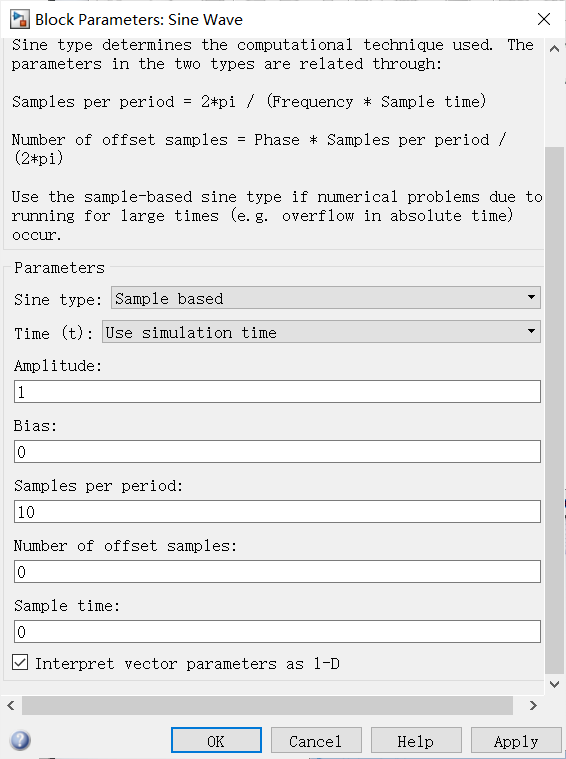 Block Parameters: Sine Wave
Sine type determines the computational technique used. The
parameters in the two types are related through:
Samples per period = 2*pi / (Frequency * Sample time)
Number of offset samples = Phase * Samples per period /
(2*pi)
Use the sample-based sine type if numerical problems due to
running for large times (e.g. overflow in absolute time)
occur.
Parameters
Sine type: Sample based
Time (t): Use simulation time
Amplitude:
1
Bias:
0
Samples per period:
10
Number of offset samples:
0
Sample time:
0
Interpret vector parameters as 1-D
OK Cancel Help Apply